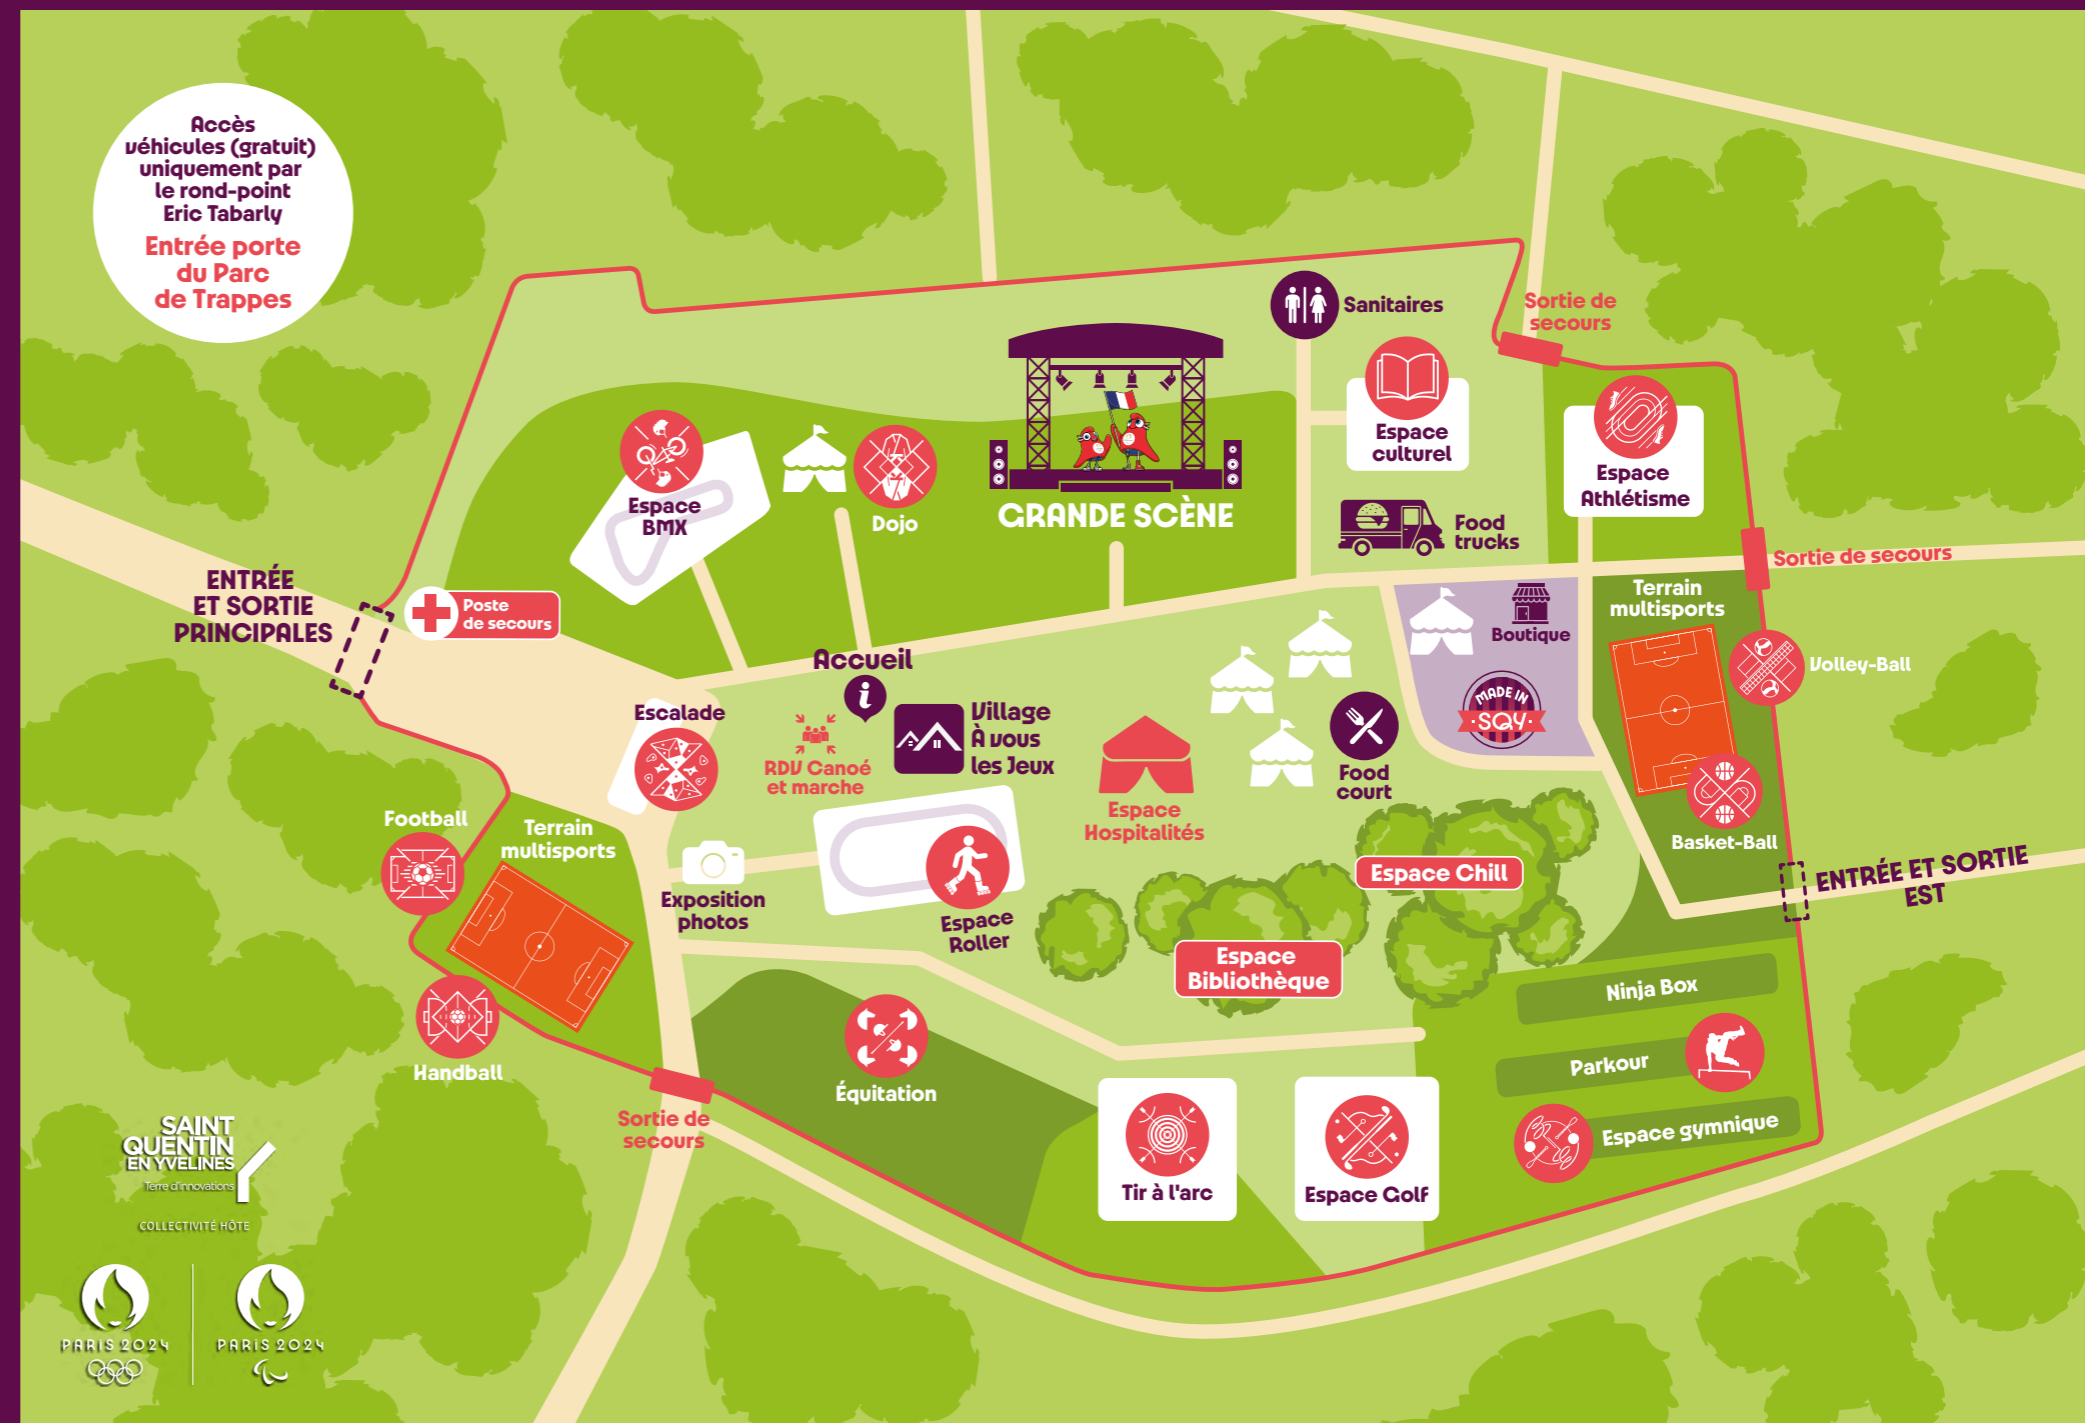 Accès
véhicules (gratuit)
uniquement par
le rond-point
Eric Tabarly
Entrée porte
du Parc
de Trappes
Sanitaires
Sortie de
secours
Espace
culturel
Espace
Athlétisme
Espace
BMX
Dojo
GRANDE SCÈNE
Food
trucks
Sortie de secours
ENTRÉE
ET SORTIE
PRINCIPALES
Poste
de secours
Terrain
multisports
Boutique
Volley-Ball
MADE IN
·SQY·
Accueil
Escalade
RDV Canoé
et marche
Village
À vous
les Jeux
Espace
Hospitalités
Food
court
Basket-Ball
Football
Terrain
multisports
Exposition
photos
Espace
Roller
Espace Chill
ENTRÉE ET SORTIE
EST
Espace
Bibliothèque
Ninja Box
Handball
Parkour
Équitation
Sortie de
secours
Espace gymnique
Tir à l'arc
Espace Golf
SAINT
QUENTIN
EN YVELINES
Terre d'innovations
COLLECTIVITÉ HÔTE
PARIS 2024
PARIS 2024